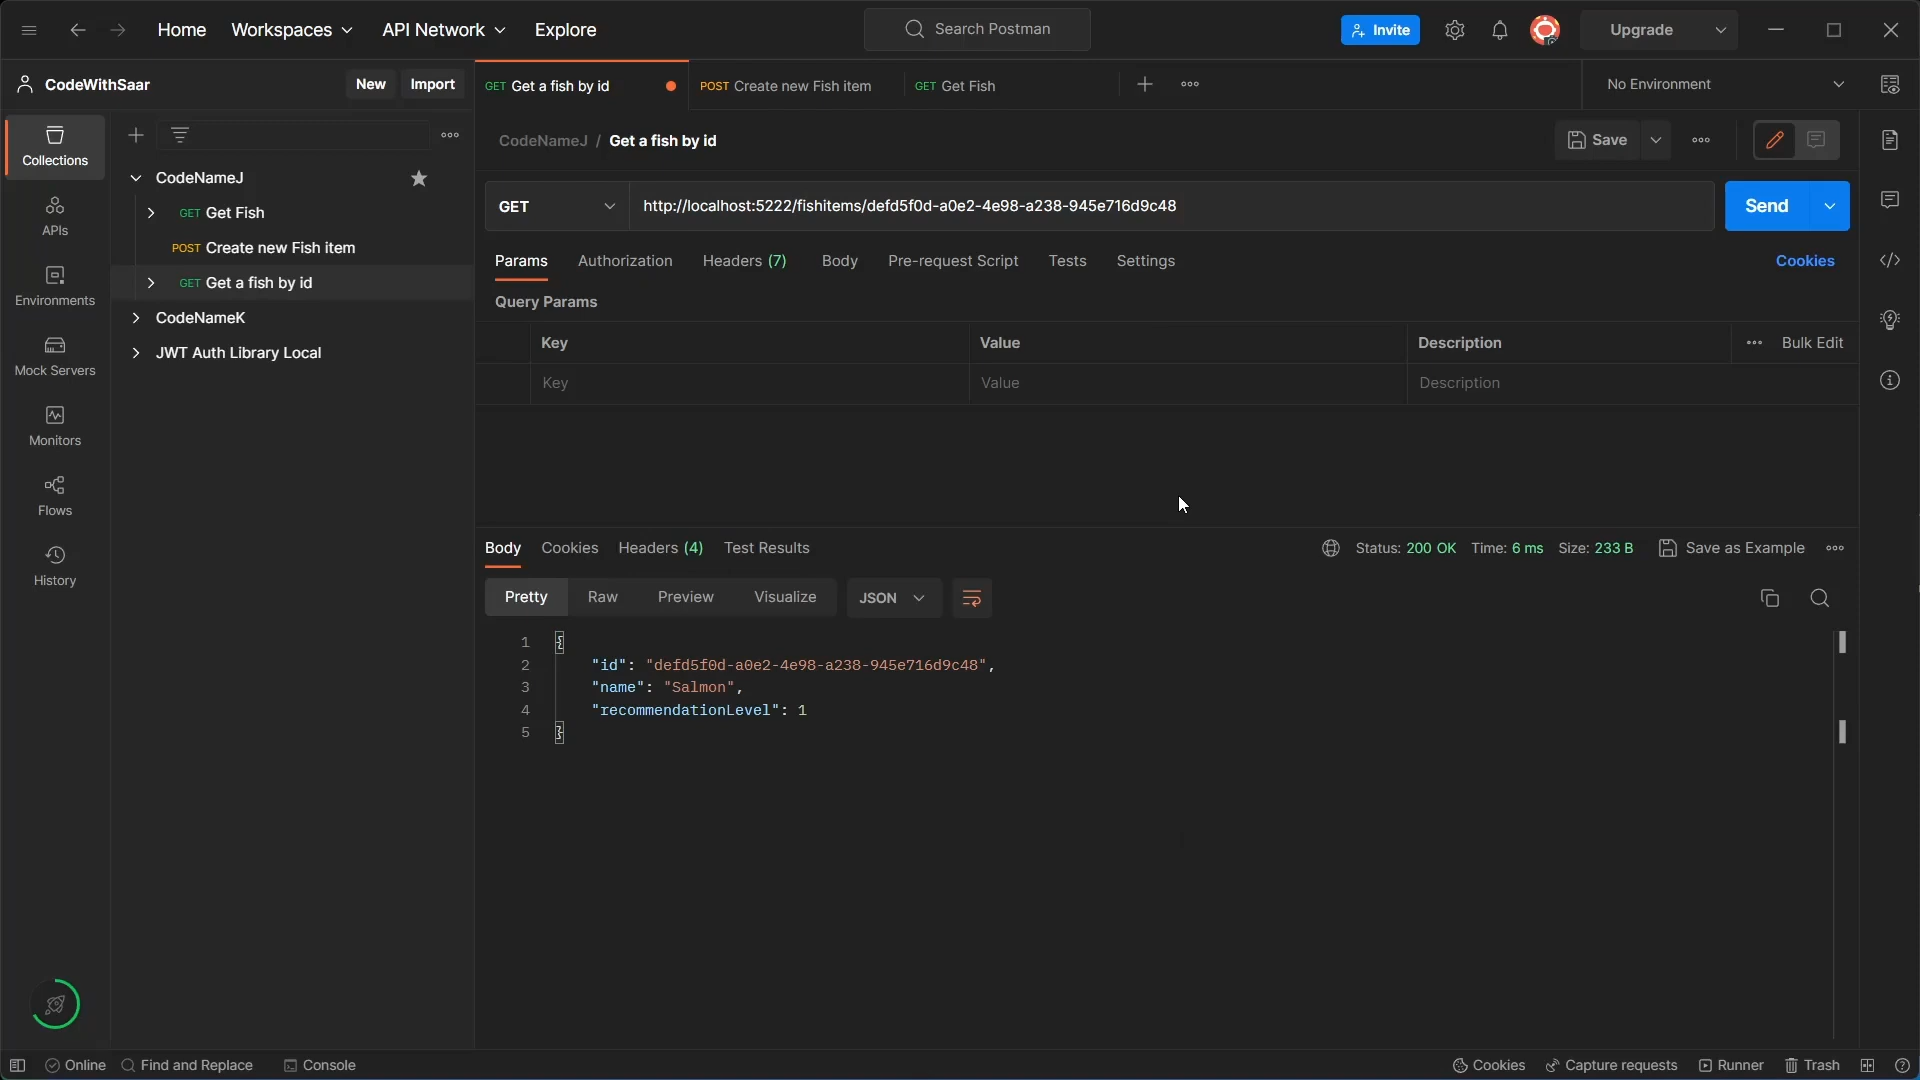 Home Workspaces API Network Explore Search Postman Invite Upgrade
CodeWithSaar New Import GET Get a fish by id POST Create new Fish item GET Get Fish No Environment
Collections
APIs
Environments
Mock Servers
Monitors
Flows
History
CodeNameJ
GET Get Fish
POST Create new Fish item
GET Get a fish by id
CodeNameK
JWT Auth Library Local
CodeNameJ / Get a fish by id Save
GET http://localhost:5222/fishitems/defd5f0d-a0e2-4e98-a238-945e716d9c48 Send
Params Authorization Headers (7) Body Pre-request Script Tests Settings Cookies
Query Params
Key Value Description Bulk Edit
Key Value Description
Body Cookies Headers (4) Test Results Status: 200 OK Time: 6 ms Size: 233 B Save as Example
Pretty Raw Preview Visualize JSON
1 {
2 "id": "defd5f0d-a0e2-4e98-a238-945e716d9c48",
3 "name": "Salmon",
4 "recommendationLevel": 1
5 }
Online Find and Replace Console Cookies Capture requests Runner Trash